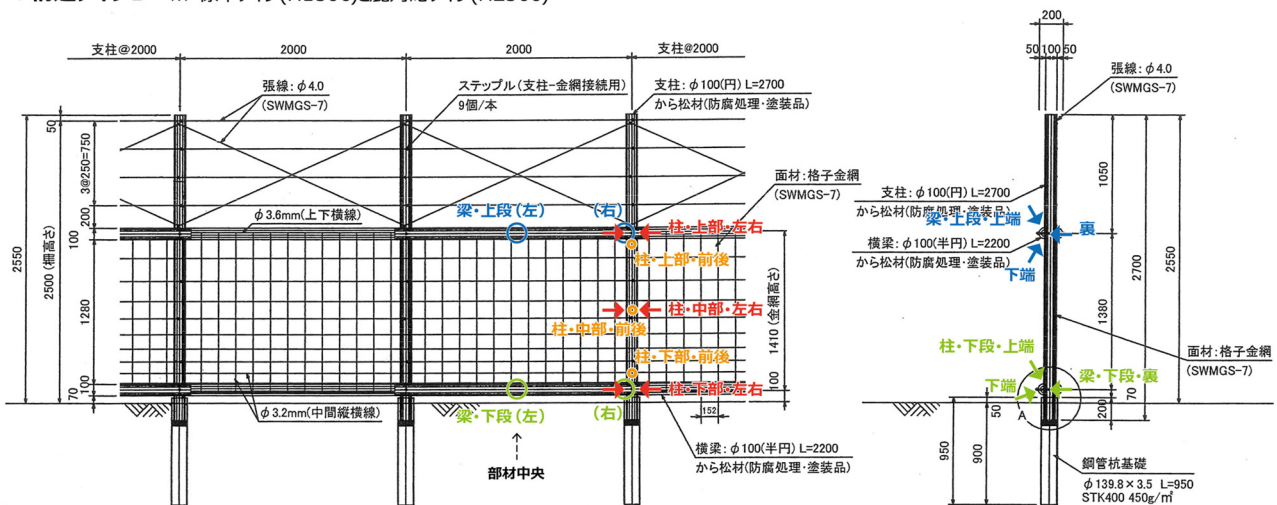 支柱@2000
2000
2000
支柱@2000
張線：φ4.0
(SWMGS-7)
ステップル(支柱-金網接続用)
9個/本
支柱：φ100(円) L=2700
から松材(防腐処理・塗装品)
面材：格子金網
(SWMGS-7)
φ3.6mm(上下横線)
梁・上段(左)
(右)
柱・上部・左右
柱・上部・前後
柱・中部・左右
柱・中部・前後
柱・下部・前後
柱・下部・左右
φ3.2mm(中間縦横線)
梁・下段(左)
(右)
152
部材中央
横梁：φ100(半円) L=2200
から松材(防腐処理・塗装品)
2550
2500(柵高さ)
50
3@250=750
200
100
1280
100
70
1410(金網高さ)
100
200
50
100
50
張線：φ4.0
(SWMGS-7)
支柱：φ100(円) L=2700
から松材(防腐処理・塗装品)
梁・上段・上端
裏
横梁：φ100(半円) L=2200
から松材(防腐処理・塗装品)
下端
柱・下段・上端
下端
梁・下段・裏
A
面材：格子金網
(SWMGS-7)
1050
1380
2700
2550
70
200
50
950
900
鋼管杭基礎
φ139.8×3.5 L=950
STK400 450g/㎡